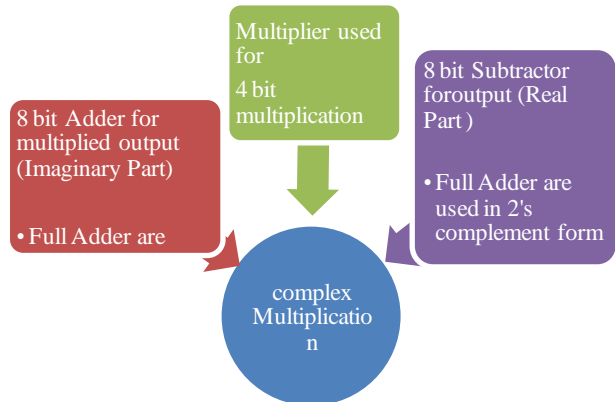 Multiplier used
for
4 bit
multiplication
8 bit Subtractor
foroutput (Real
Part )
• Full Adder are
used in 2's
complement form
8 bit Adder for
multiplied output
(Imaginary Part)
• Full Adder are
complex
Multiplicatio
n